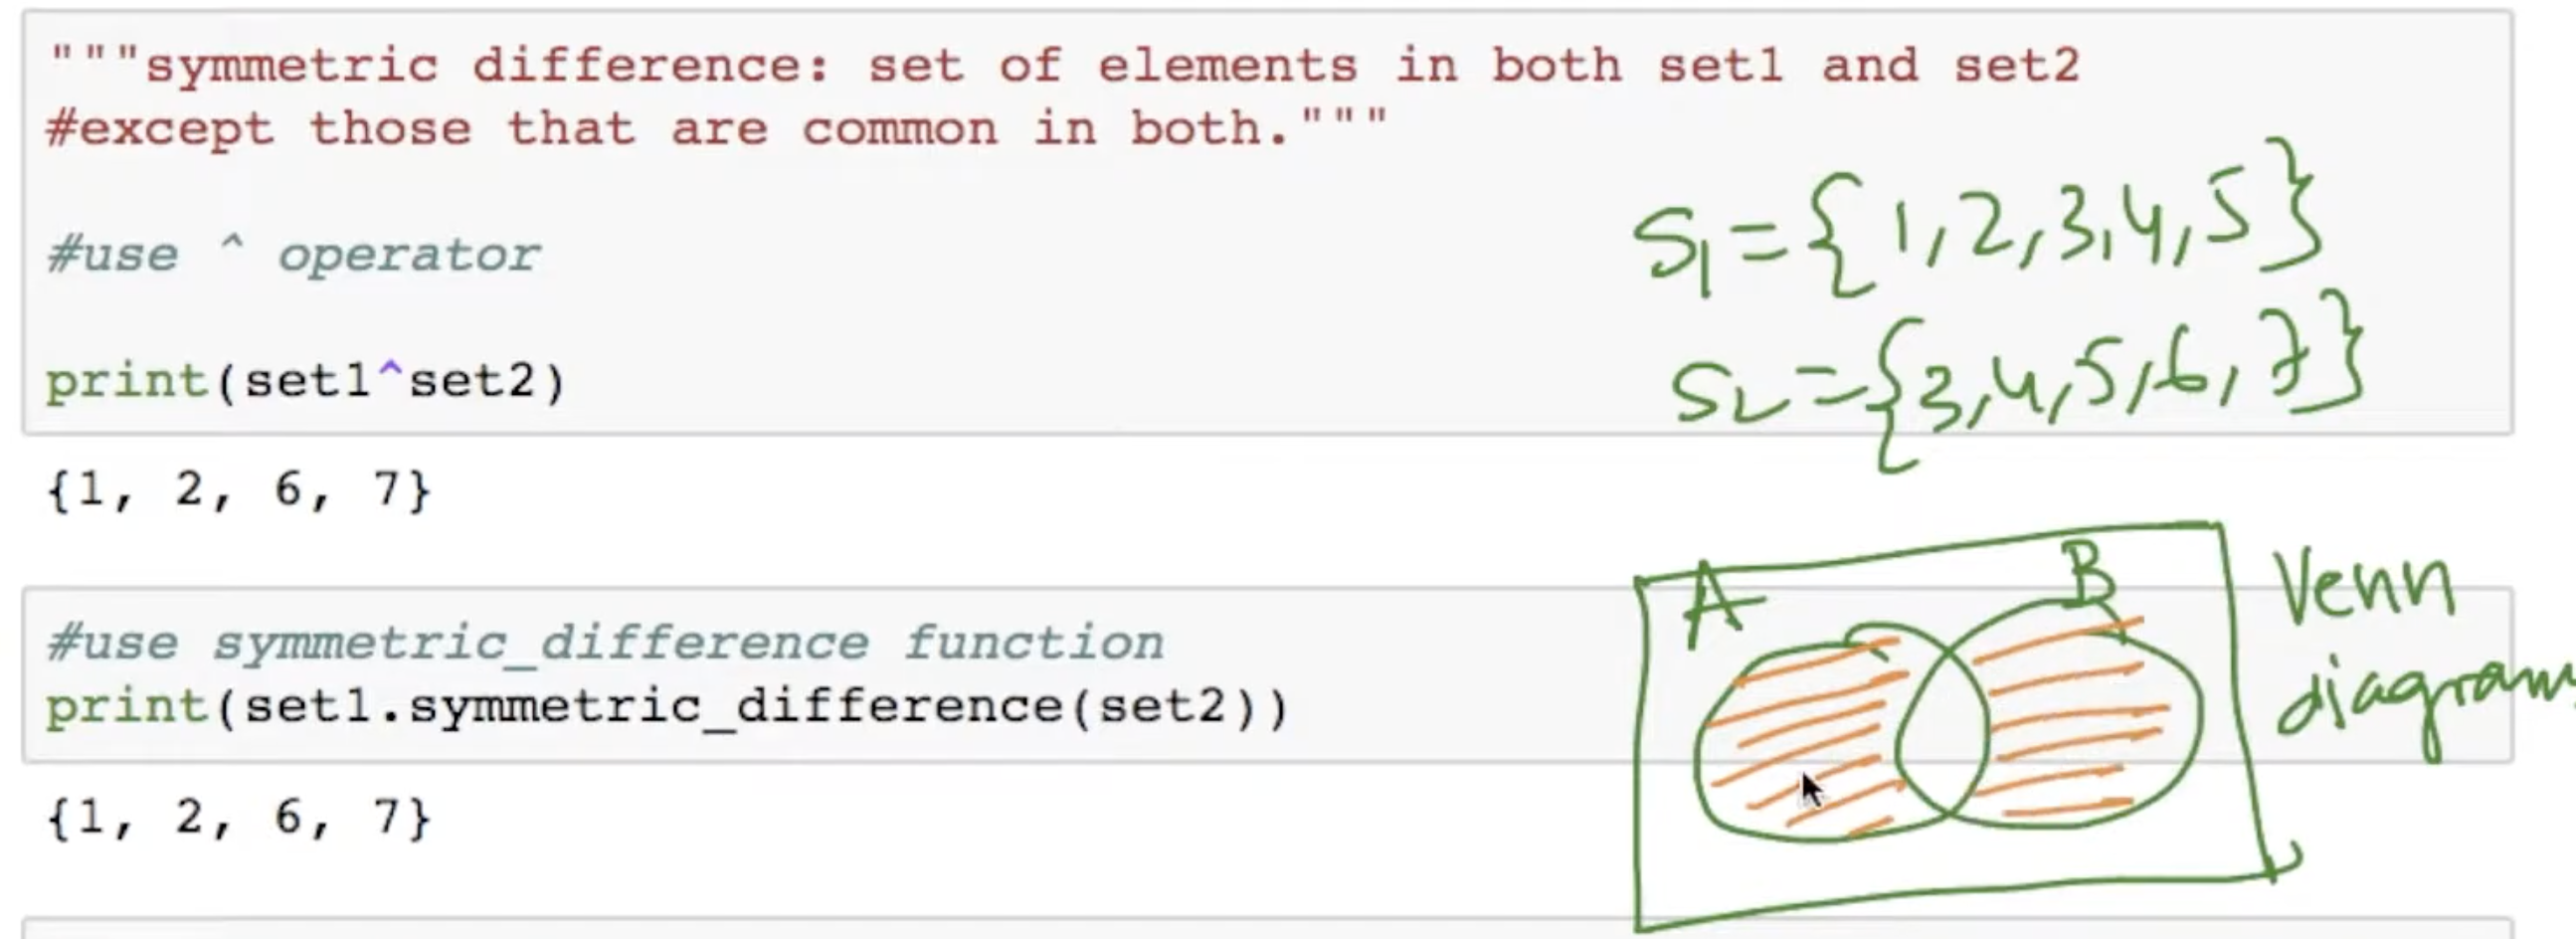 """symmetric difference: set of elements in both set1 and set2
#except those that are common in both."""
#use ^ operator
print(set1^set2)
S1={1,2,3,4,5}
S2={3,4,5,6,7}
{1, 2, 6, 7}
#use symmetric_difference function
print(set1.symmetric_difference(set2))
{1, 2, 6, 7}
A
B
Venn
diagram